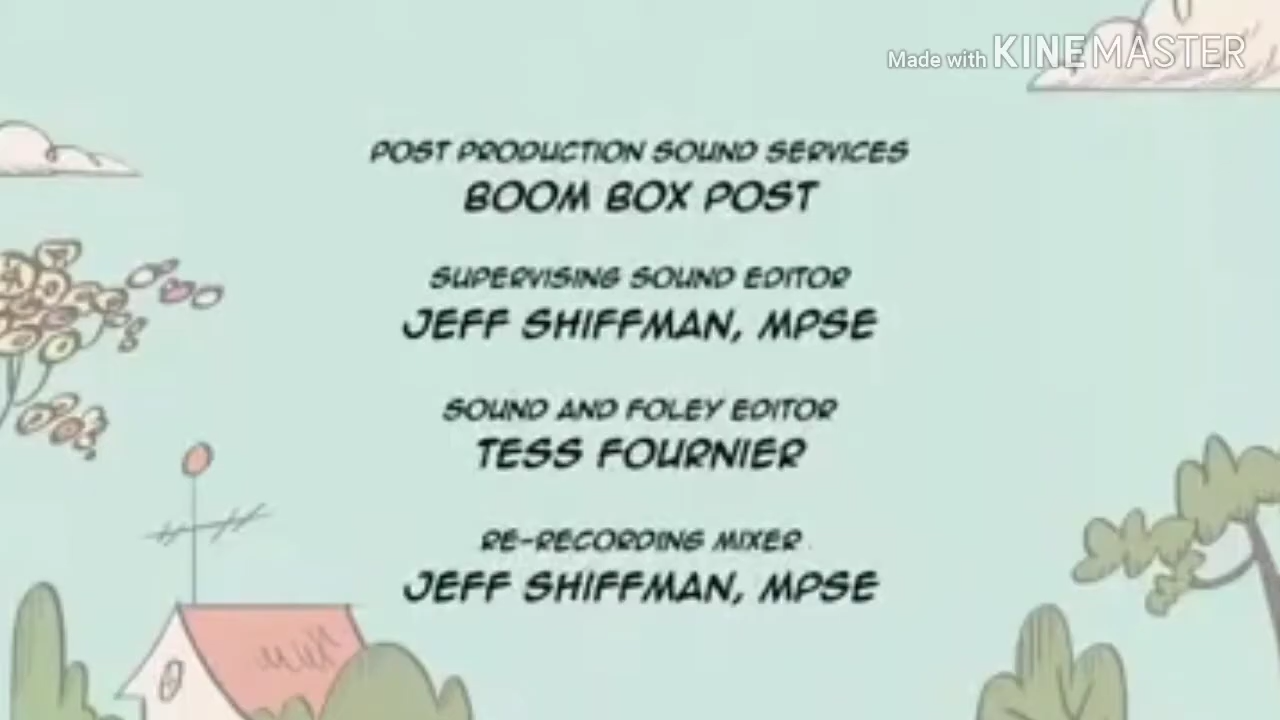 Made with KINEMASTER
POST PRODUCTION SOUND SERVICES
BOOM BOX POST
SUPERVISING SOUND EDITOR
JEFF SHIFFMAN, MPSE
SOUND AND FOLEY EDITOR
TESS FOURNIER
RE-RECORDING MIXER
JEFF SHIFFMAN, MPSE